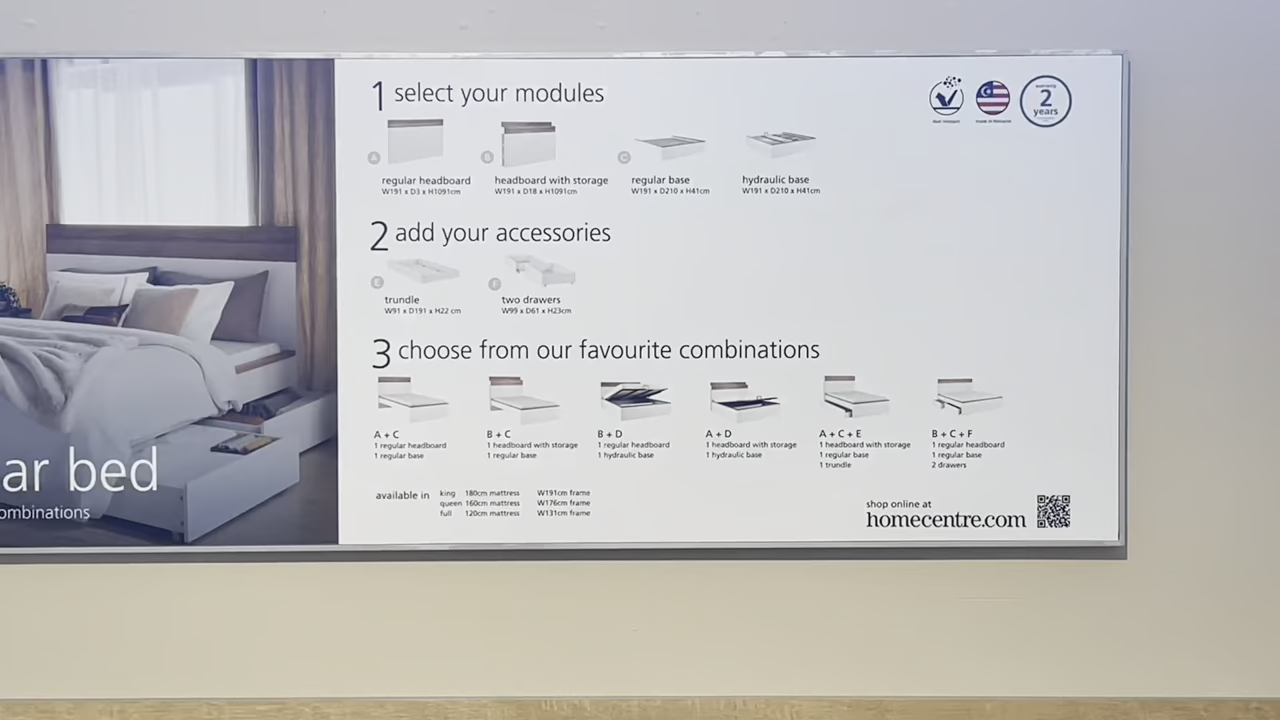 ar bed
ombinations
1 select your modules
A
B
C
regular headboard
W191 x D3 x H1091cm
headboard with storage
W191 x D18 x H1091cm
regular base
W191 x D210 x H41cm
hydraulic base
W191 x D210 x H41cm
2 add your accessories
E
F
trundle
W91 x D191 x H22 cm
two drawers
W99 x D61 x H23cm
3 choose from our favourite combinations
A + C
1 regular headboard
1 regular base
B + C
1 headboard with storage
1 regular base
B + D
1 regular headboard
1 hydraulic base
A + D
1 headboard with storage
1 hydraulic base
A + C + E
1 headboard with storage
1 regular base
1 trundle
B + C + F
1 regular headboard
1 regular base
2 drawers
available in
king 180cm mattress W191cm frame
queen 160cm mattress W176cm frame
full 120cm mattress W131cm frame
made in Malaysia
warranty
2
years
shop online at
homecentre.com